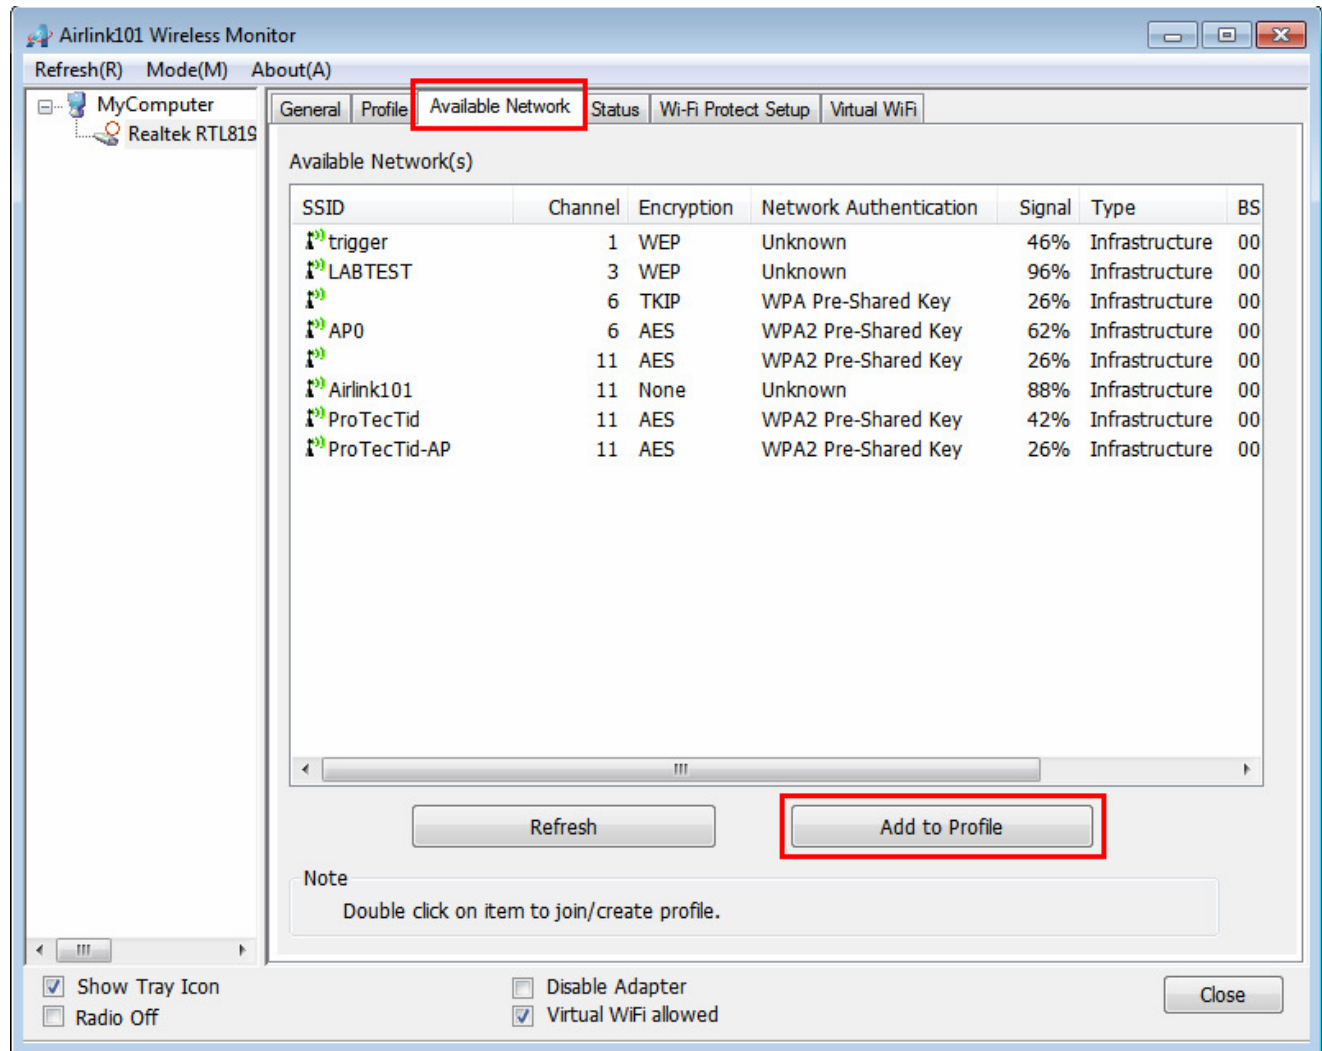 Airlink101 Wireless Monitor
Refresh(R) Mode(M) About(A)
MyComputer
Realtek RTL819
General Profile Available Network Status Wi-Fi Protect Setup Virtual WiFi
Available Network(s)
SSID Channel Encryption Network Authentication Signal Type BS
trigger 1 WEP Unknown 46% Infrastructure 00
LABTEST 3 WEP Unknown 96% Infrastructure 00
6 TKIP WPA Pre-Shared Key 26% Infrastructure 00
AP0 6 AES WPA2 Pre-Shared Key 62% Infrastructure 00
11 AES WPA2 Pre-Shared Key 26% Infrastructure 00
Airlink101 11 None Unknown 88% Infrastructure 00
ProTecTid 11 AES WPA2 Pre-Shared Key 42% Infrastructure 00
ProTecTid-AP 11 AES WPA2 Pre-Shared Key 26% Infrastructure 00
Refresh Add to Profile
Note
Double click on item to join/create profile.
Show Tray Icon Disable Adapter
Radio Off Virtual WiFi allowed
Close